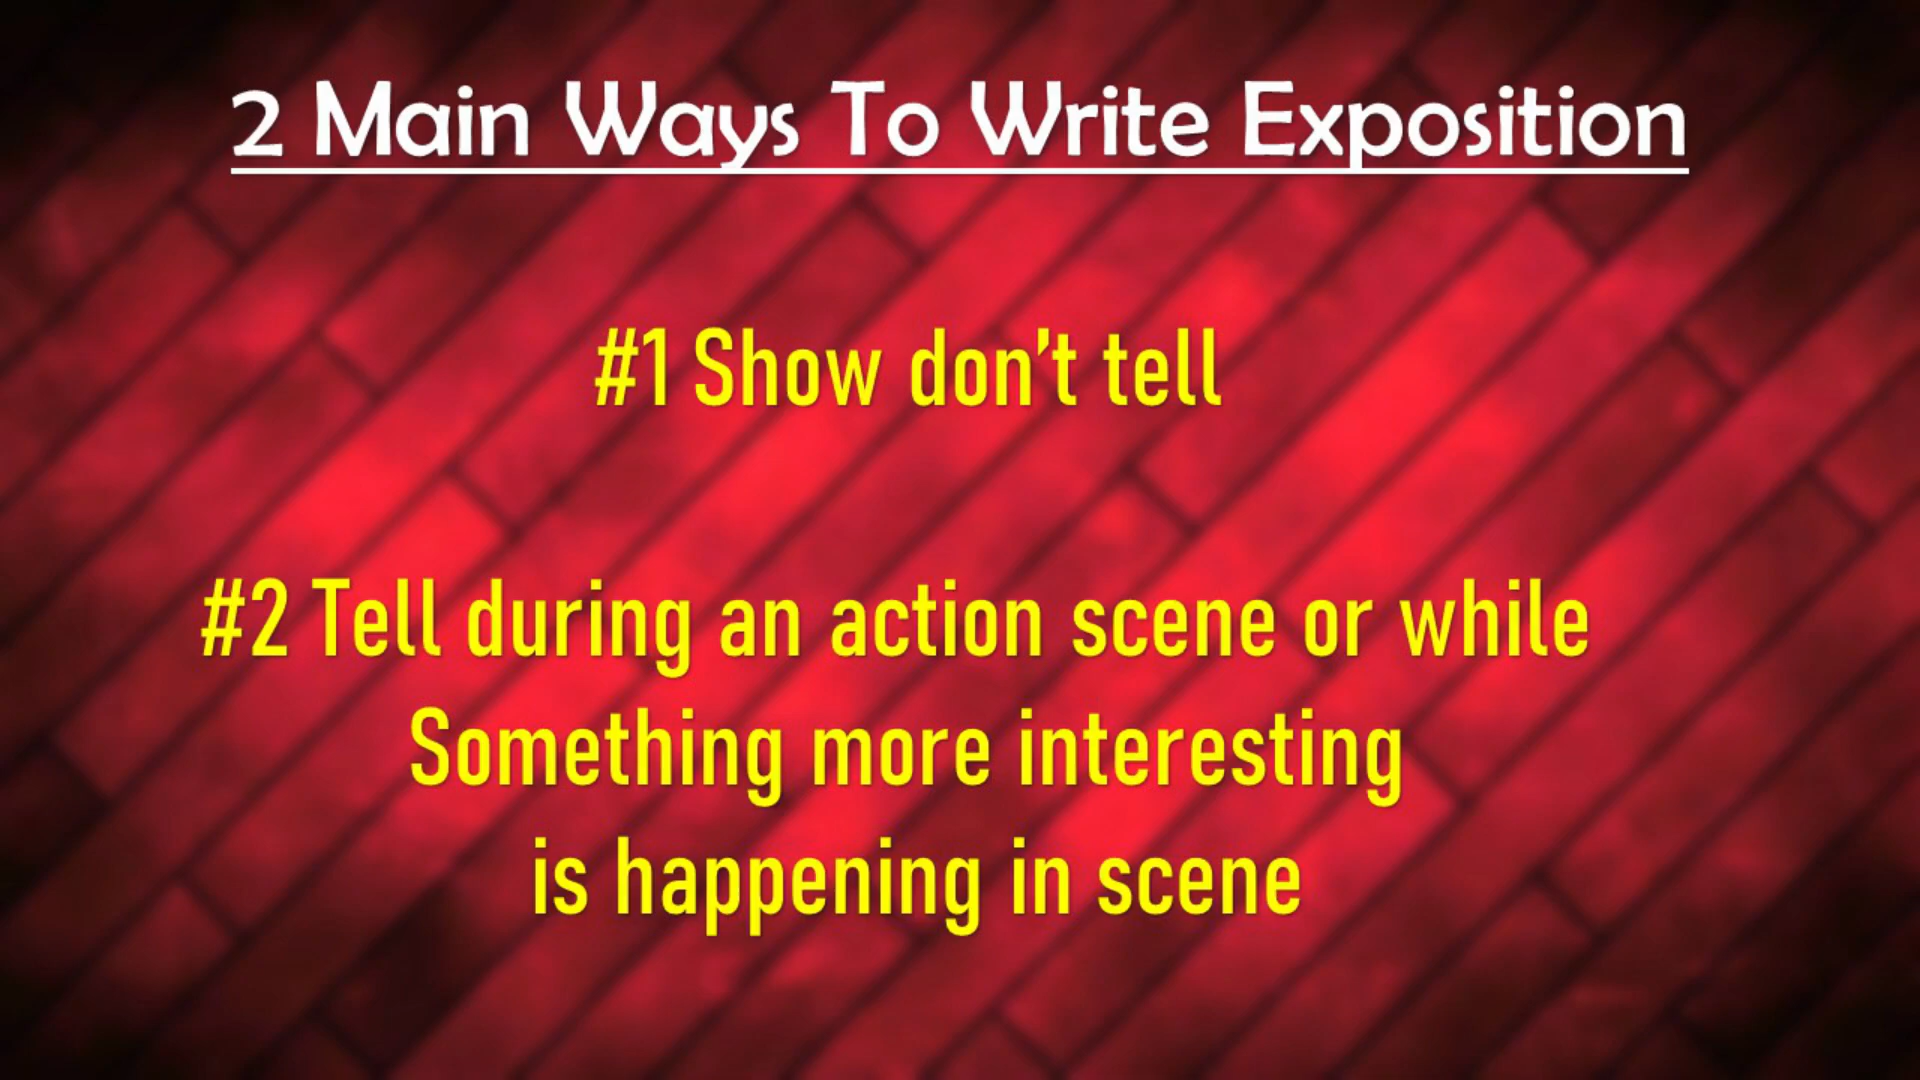 2 Main Ways To Write Exposition
#1 Show don't tell
#2 Tell during an action scene or while
Something more interesting
is happening in scene